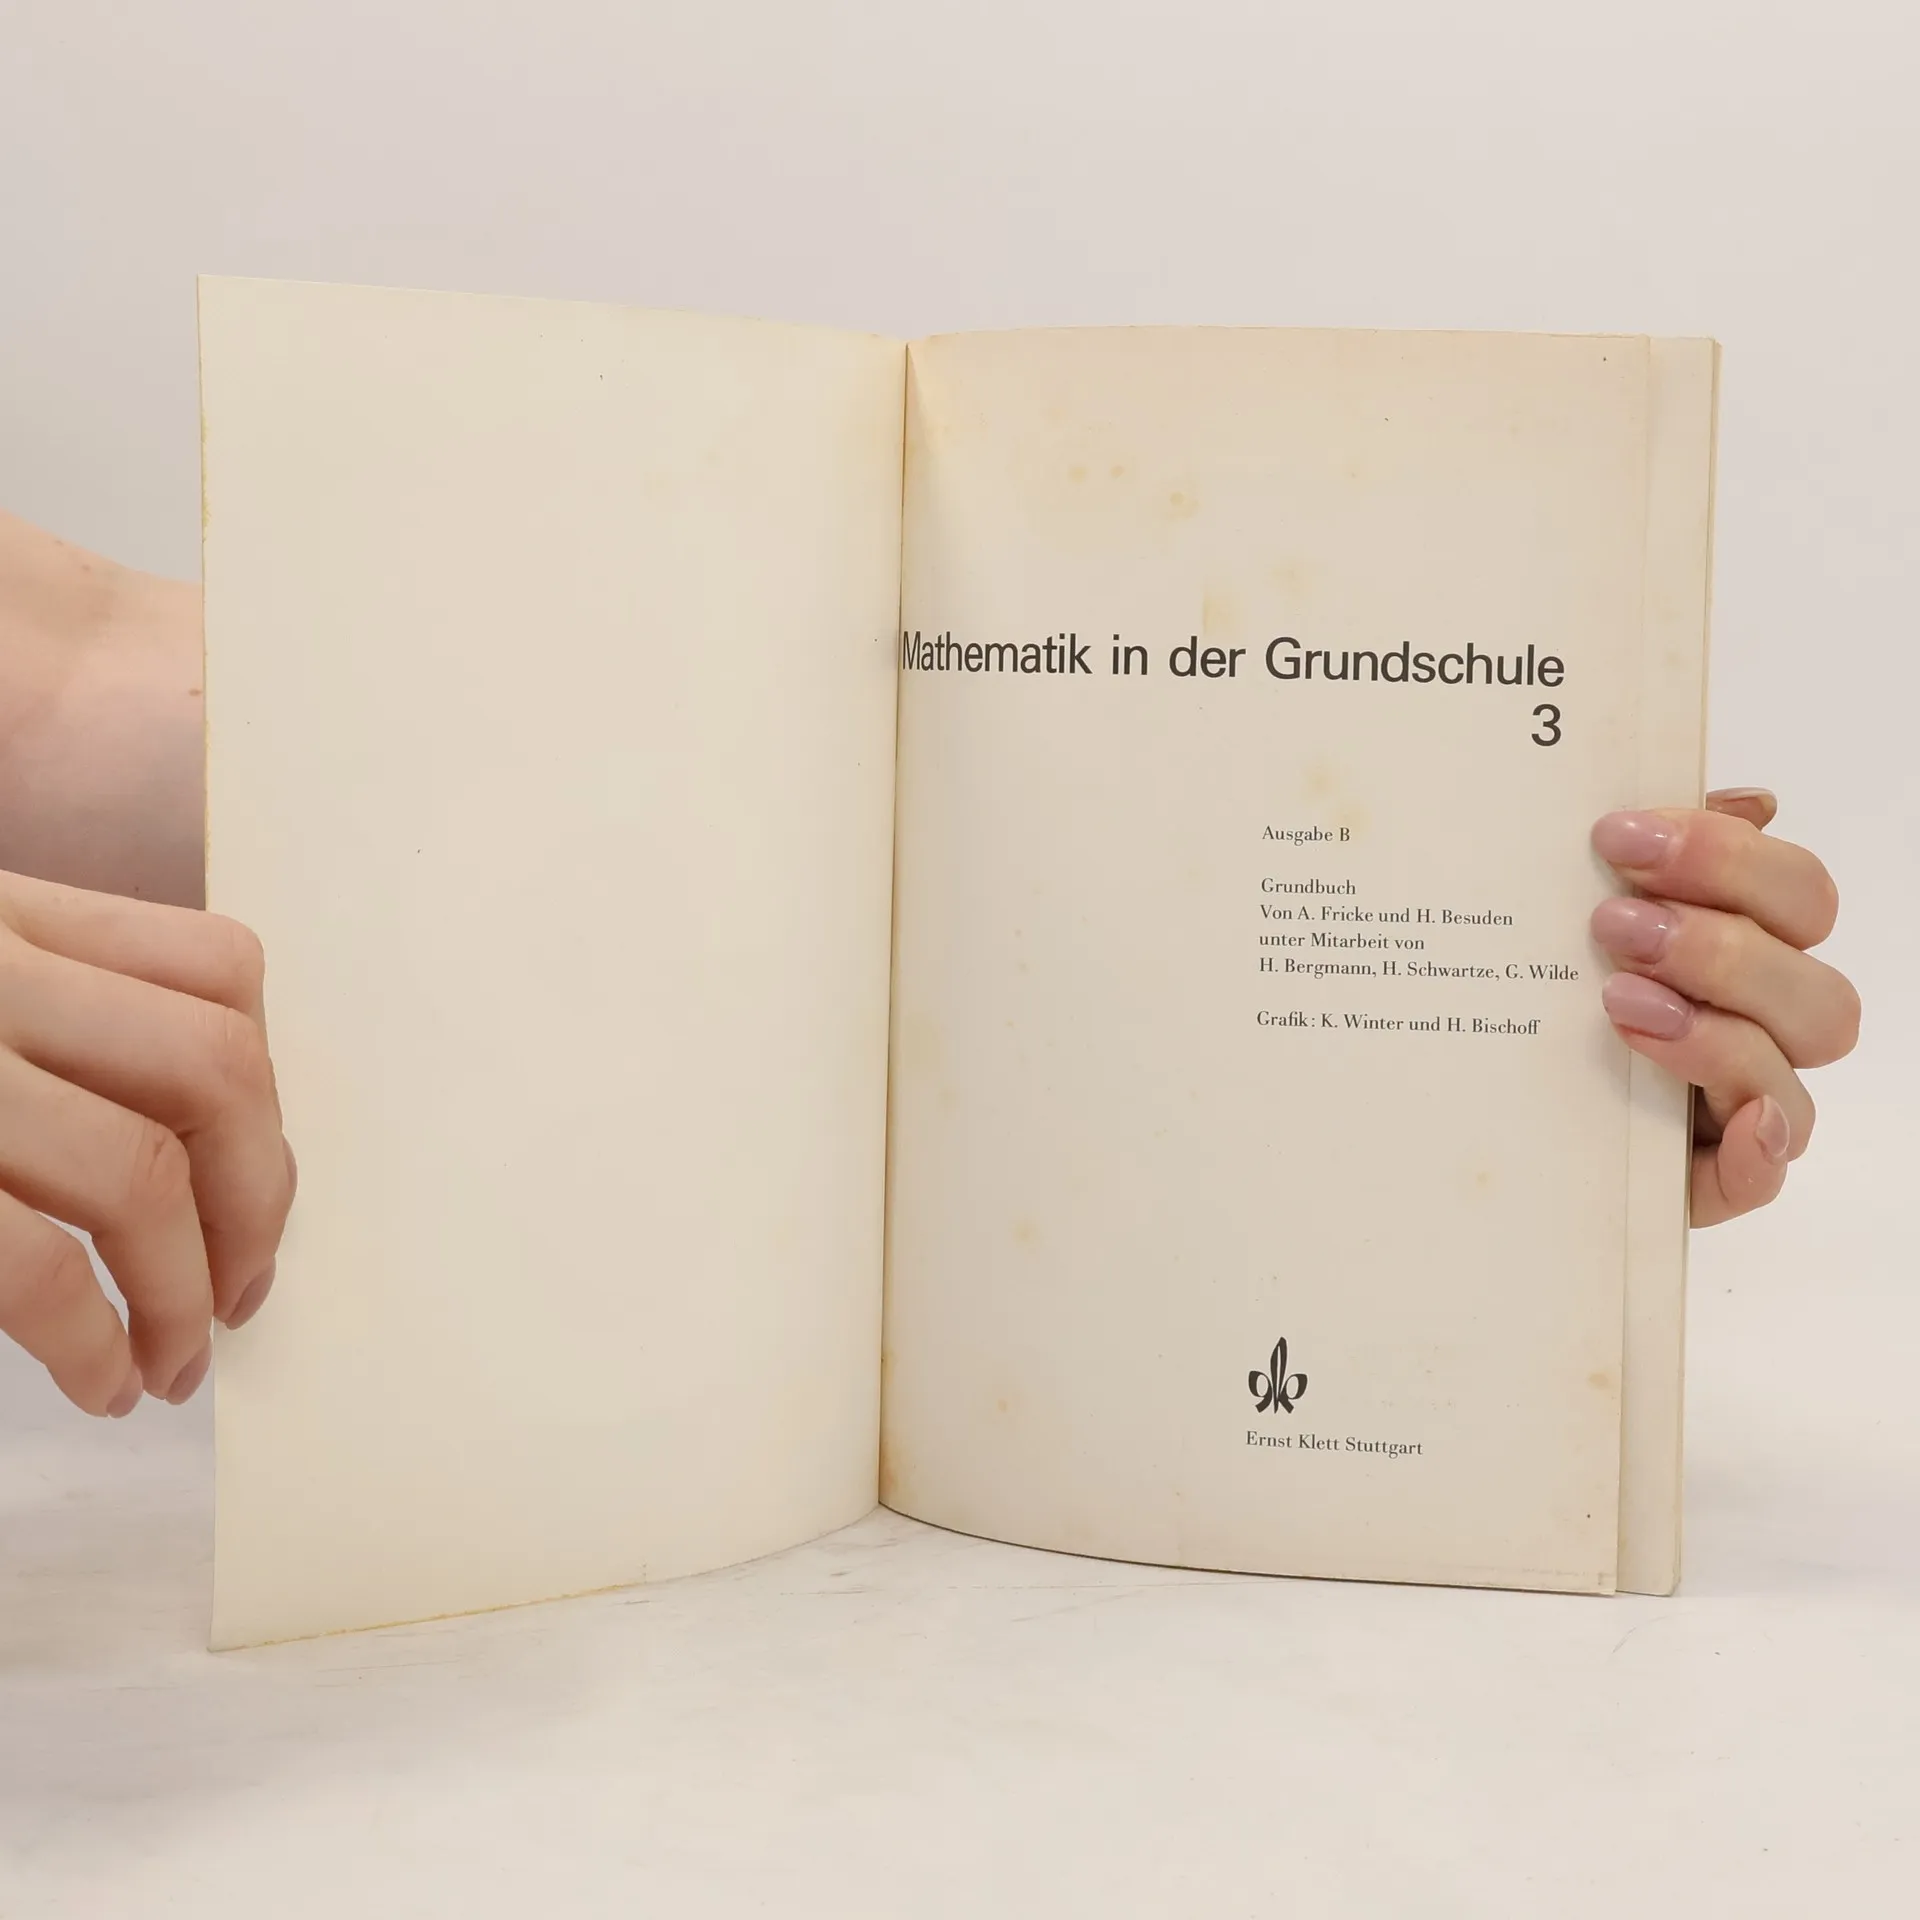 Mathematik in der Grundschule
3
Ausgabe B
Grundbuch
Von A. Fricke und H. Besuden
unter Mitarbeit von
H. Bergmann, H. Schwartze, G. Wilde
Grafik: K. Winter und H. Bischoff
Ernst Klett Stuttgart